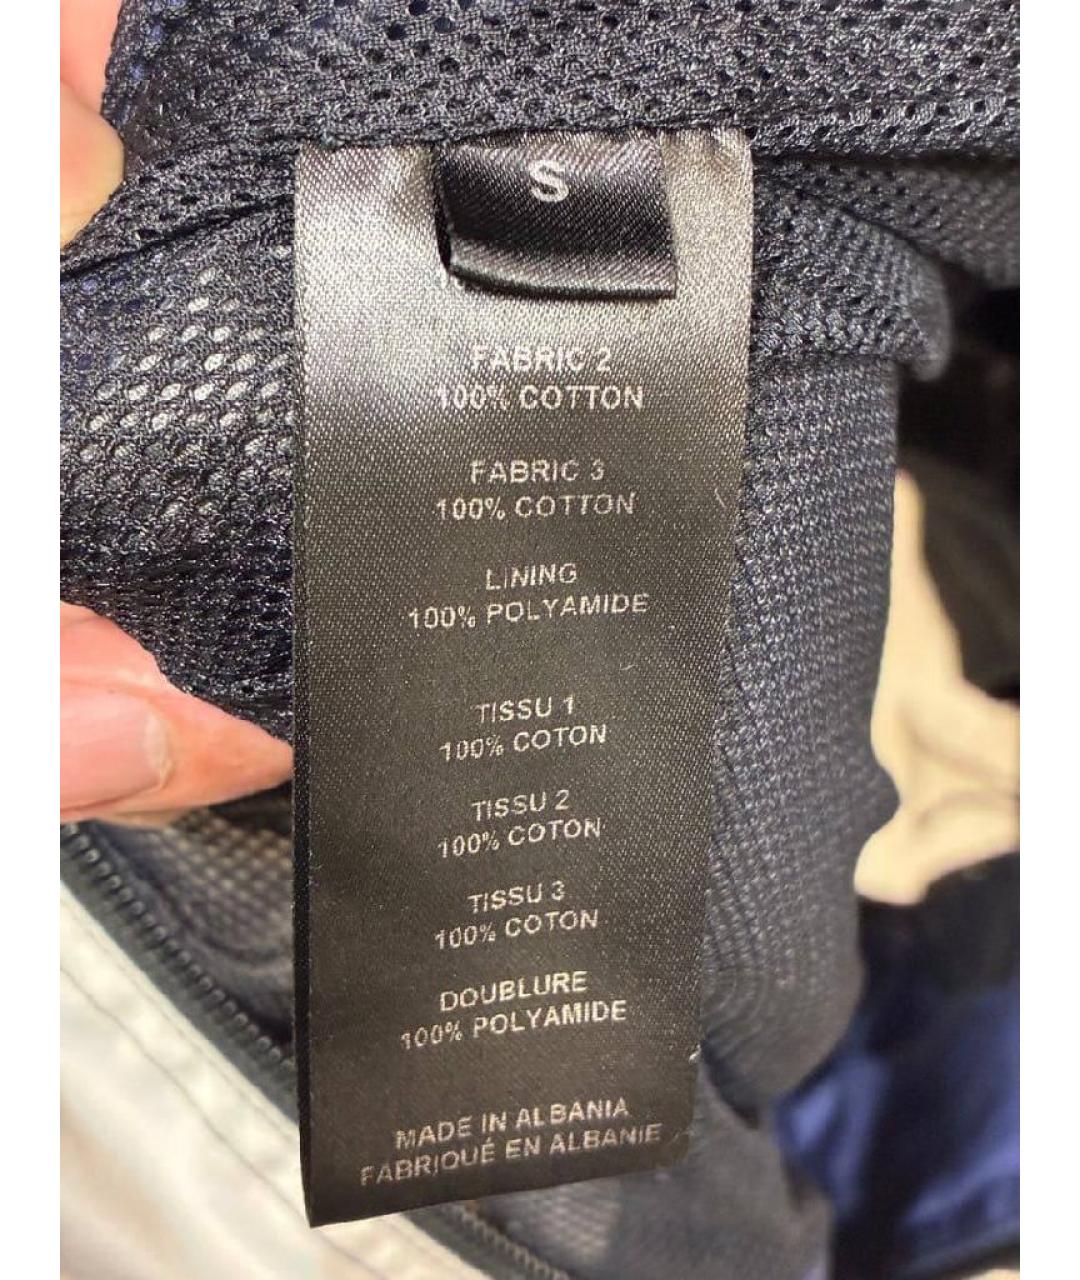 S
FABRIC 2
100% COTTON
FABRIC 3
100% COTTON
LINING
100% POLYAMIDE
TISSU 1
100% COTON
TISSU 2
100% COTON
TISSU 3
100% COTON
DOUBLURE
100% POLYAMIDE
MADE IN ALBANIA
FABRIQUÉ EN ALBANIE